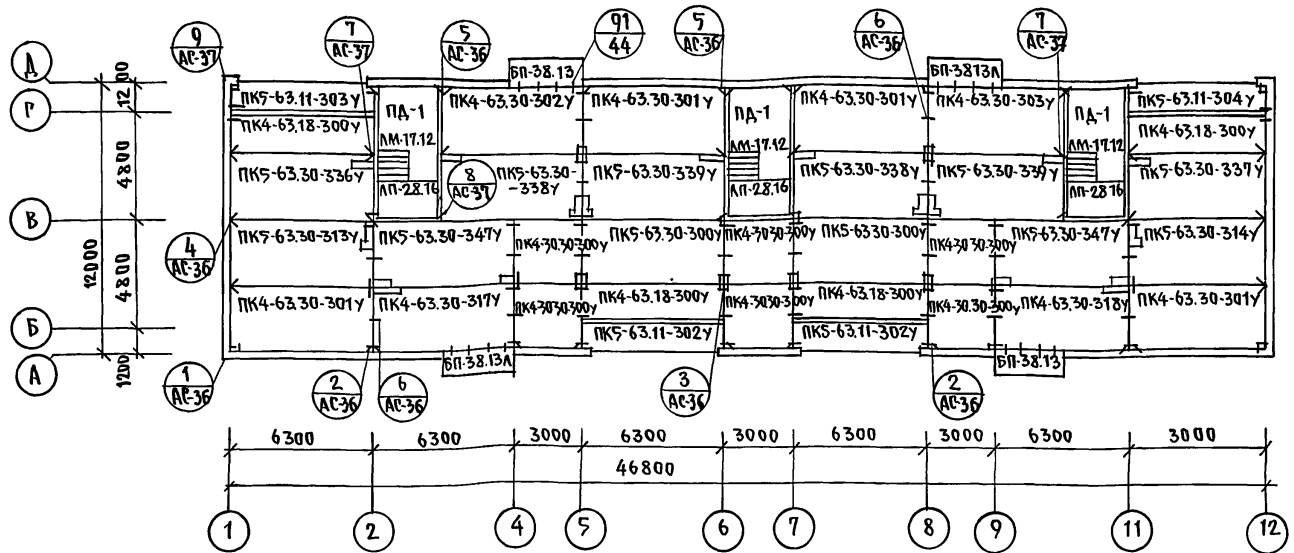 9
АС-37
7
АС-37
5
АС-36
91
44
5
АС-36
6
АС-36
7
АС-37
Д
Г
В
Б
А
1200
4800
4800
1200
12000
БП-38.13
БП-3813Л
ПК5-63.11-303У
ПК4-63.18-300У
ПК5-63.30-336У
ПД-1
ЛМ-17.12
ЛП-28.16
ПК4-63.30-302У
ПК4-63.30-301У
ПК5-63.30-
-338У
ПК5-63.30-339У
8
АС-37
ПД-1
ЛМ-17.12
ЛП-28.16
ПК4-63.30-301У
ПК4-63.30-303У
ПК5-63.30-338У
ПК5-63.30-339У
ПД-1
ЛМ-17.12
ЛП-28 16
ПК5-63.11-304У
ПК4-63.18-300У
ПК5-63.30-337У
4
АС-36
ПК5-63.30-313У
ПК5-63.30-347У
ПК4-30.30-300У
ПК5-63.30-300У
ПК4-30.30-300У
ПК5-6330-300У
ПК4-3030-300У
ПК5-63.30-347У
ПК5-63.30-314У
ПК4-63.30-301У
ПК4-63.30-317У
ПК4-30.30-300У
ПК4-63.18-300У
ПК4-3030-300У
ПК4-63.18-300У
ПК4-30.30-300У
ПК4-63.30-318У
ПК4-63.30-301У
ПК5-63.11-302У
ПК5-63.11-302У
БП-38.13Л
БП-38.13
1
АС-36
2
АС-36
6
АС-36
3
АС-36
2
АС-36
6300
6300
3000
6300
3000
6300
3000
6300
3000
46800
1
2
4
5
6
7
8
9
11
12